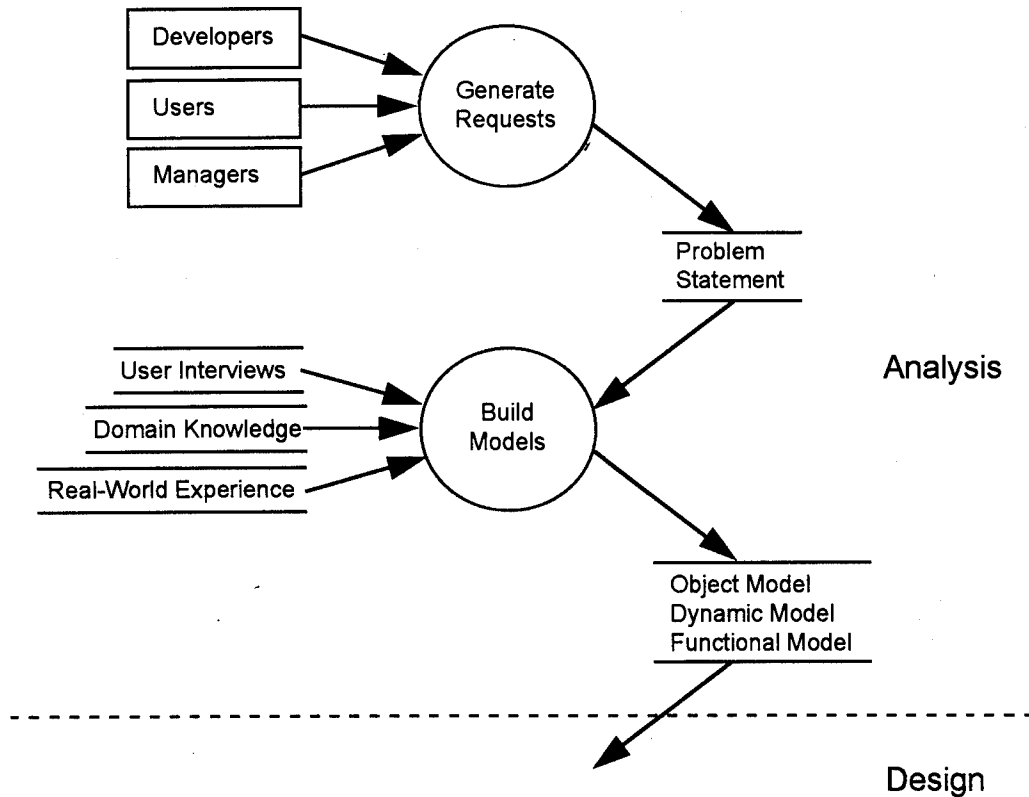 Developers
Users
Managers
Generate
Requests
Problem
Statement
User Interviews
Domain Knowledge
Real-World Experience
Build
Models
Analysis
Object Model
Dynamic Model
Functional Model
Design